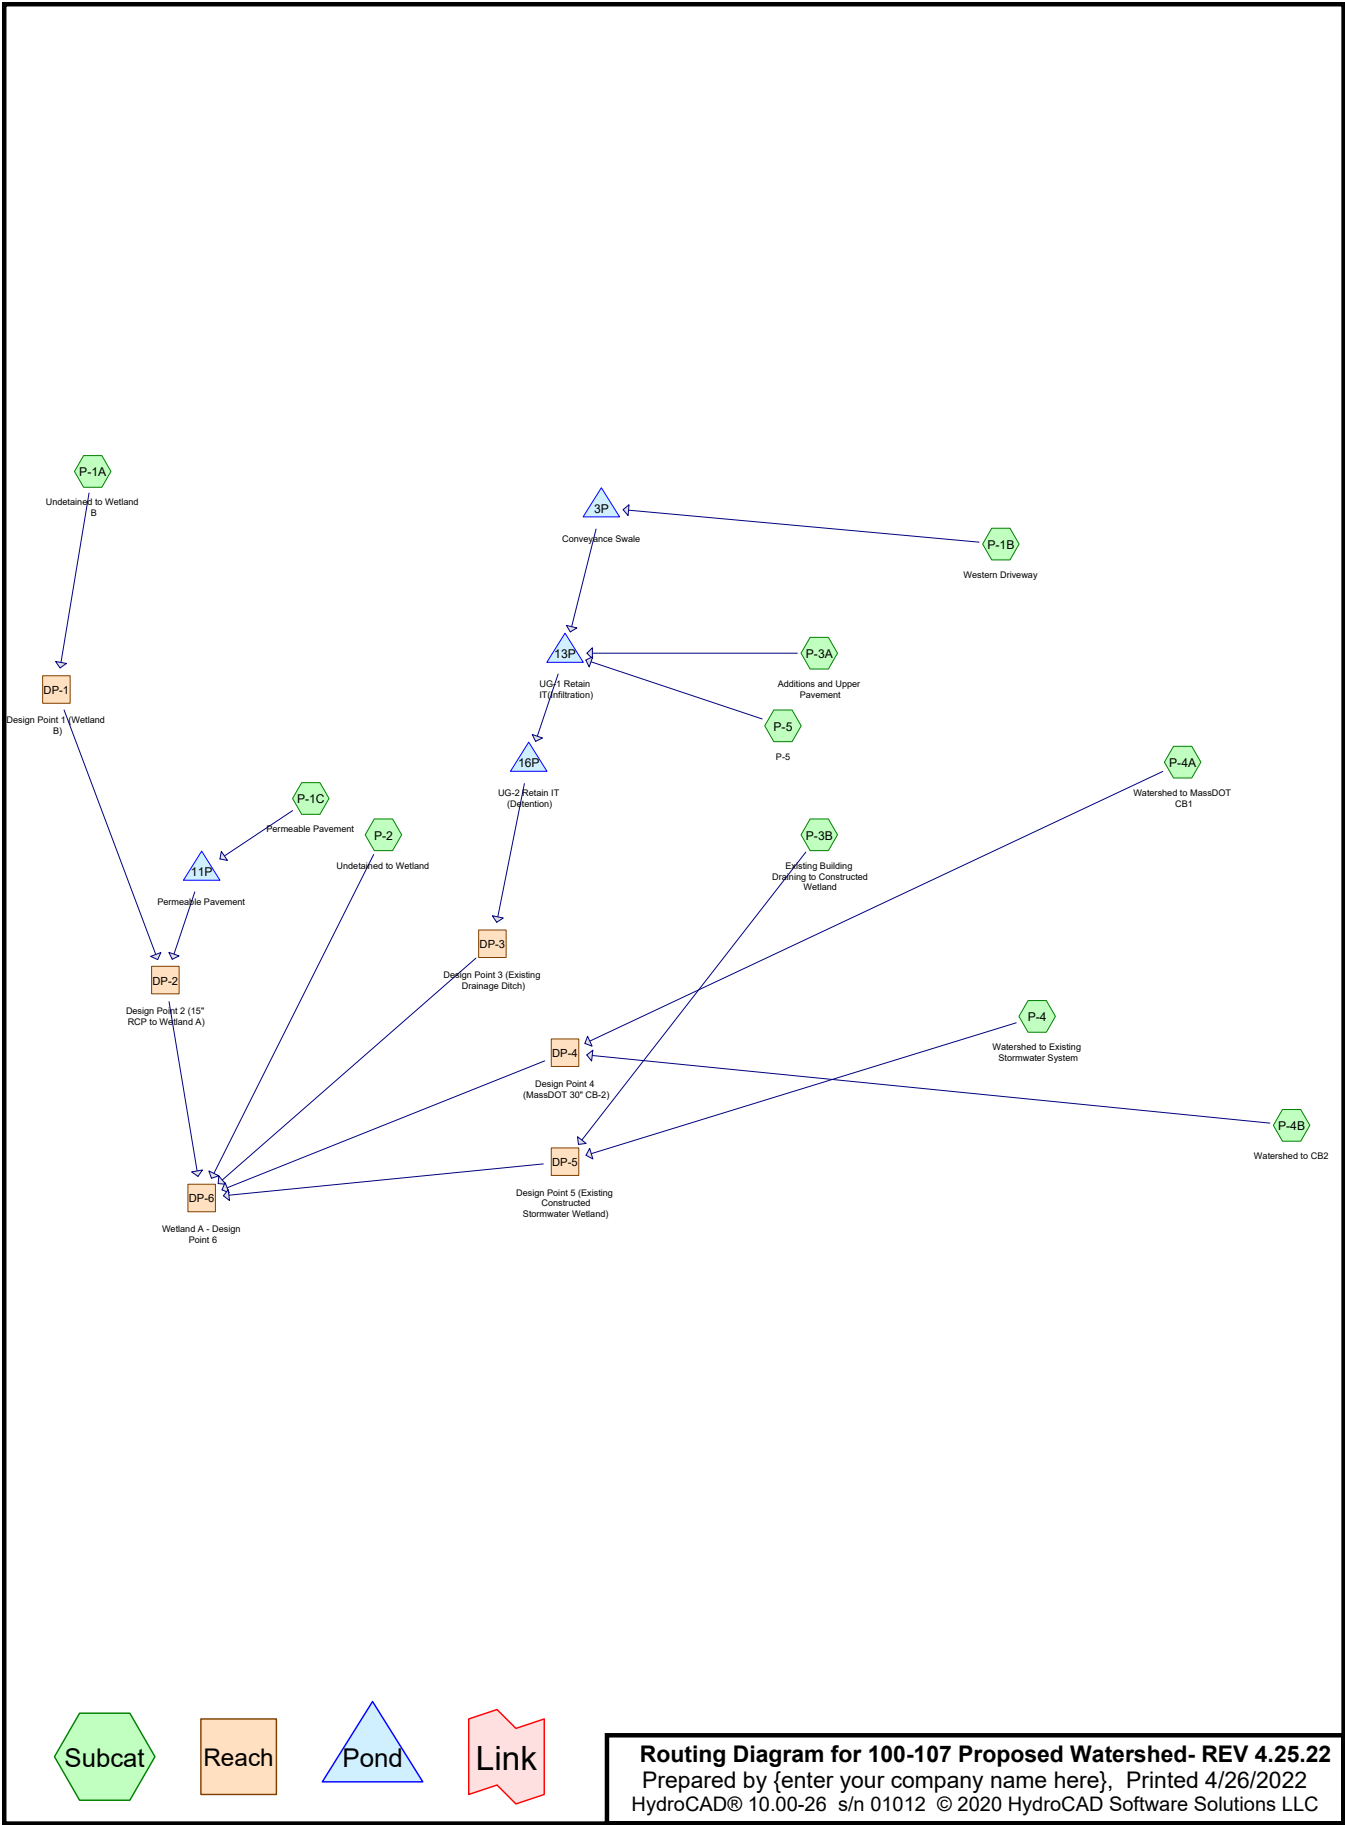 P-1A
Undetained to Wetland
B
3P
Conveyance Swale
P-1B
Western Driveway
13P
UG-1 Retain
IT(Infiltration)
P-3A
Additions and Upper
Pavement
DP-1
Design Point 1 (Wetland
B)
P-5
P-5
16P
UG-2 Retain IT
(Detention)
P-4A
Watershed to MassDOT
CB1
P-1C
Permeable Pavement
P-2
Undetained to Wetland
P-3B
Existing Building
Draining to Constructed
Wetland
11P
Permeable Pavement
DP-3
Design Point 3 (Existing
Drainage Ditch)
DP-2
Design Point 2 (15"
RCP to Wetland A)
P-4
Watershed to Existing
Stormwater System
DP-4
Design Point 4
(MassDOT 30" CB-2)
P-4B
Watershed to CB2
DP-5
Design Point 5 (Existing
Constructed
Stormwater Wetland)
DP-6
Wetland A - Design
Point 6
Subcat
Reach
Pond
Link
Routing Diagram for 100-107 Proposed Watershed- REV 4.25.22
Prepared by {enter your company name here}, Printed 4/26/2022
HydroCAD® 10.00-26 s/n 01012 © 2020 HydroCAD Software Solutions LLC